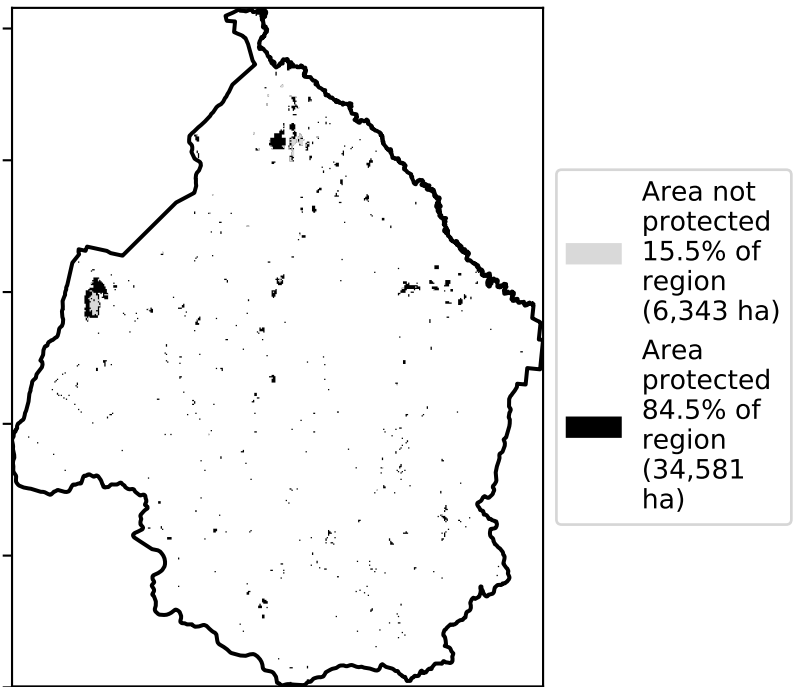 Area not
protected
15.5% of
region
(6,343 ha)
Area
protected
84.5% of
region
(34,581
ha)